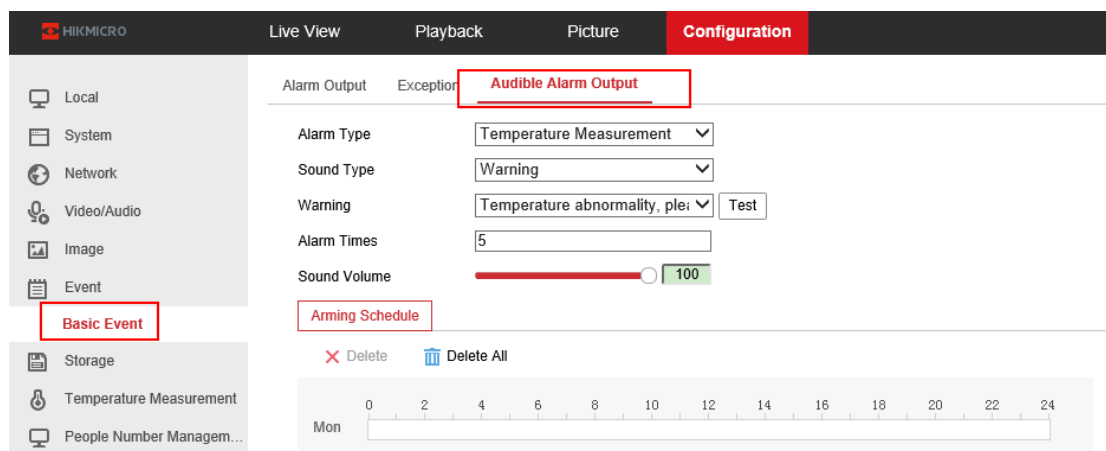 HIKMICRO Live View Playback Picture Configuration
Alarm Output Exception Audible Alarm Output
Local
System
Network
Video/Audio
Image
Event
Basic Event
Storage
Temperature Measurement
People Number Managem...
Alarm Type Temperature Measurement
Sound Type Warning
Warning Temperature abnormality, plea Test
Alarm Times 5
Sound Volume 100
Arming Schedule
Delete Delete All
0 2 4 6 8 10 12 14 16 18 20 22 24
Mon